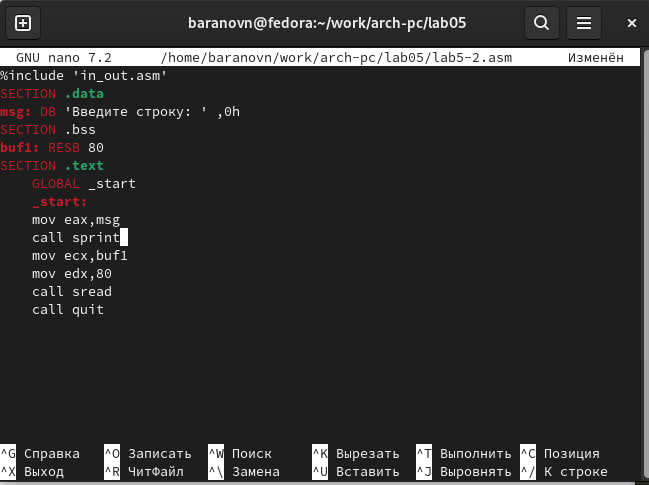 baranovn@fedora:~/work/arch-pc/lab05
GNU nano 7.2 /home/baranovn/work/arch-pc/lab05/lab5-2.asm Изменён
%include 'in_out.asm'
SECTION .data
msg: DB 'Введите строку: ' ,0h
SECTION .bss
buf1: RESB 80
SECTION .text
GLOBAL _start
_start:
mov eax,msg
call sprint
mov ecx,buf1
mov edx,80
call sread
call quit
^G Справка ^O Записать ^W Поиск ^K Вырезать ^T Выполнить ^C Позиция
^X Выход ^R ЧитФайл ^\ Замена ^U Вставить ^J Выровнять ^/ К строке